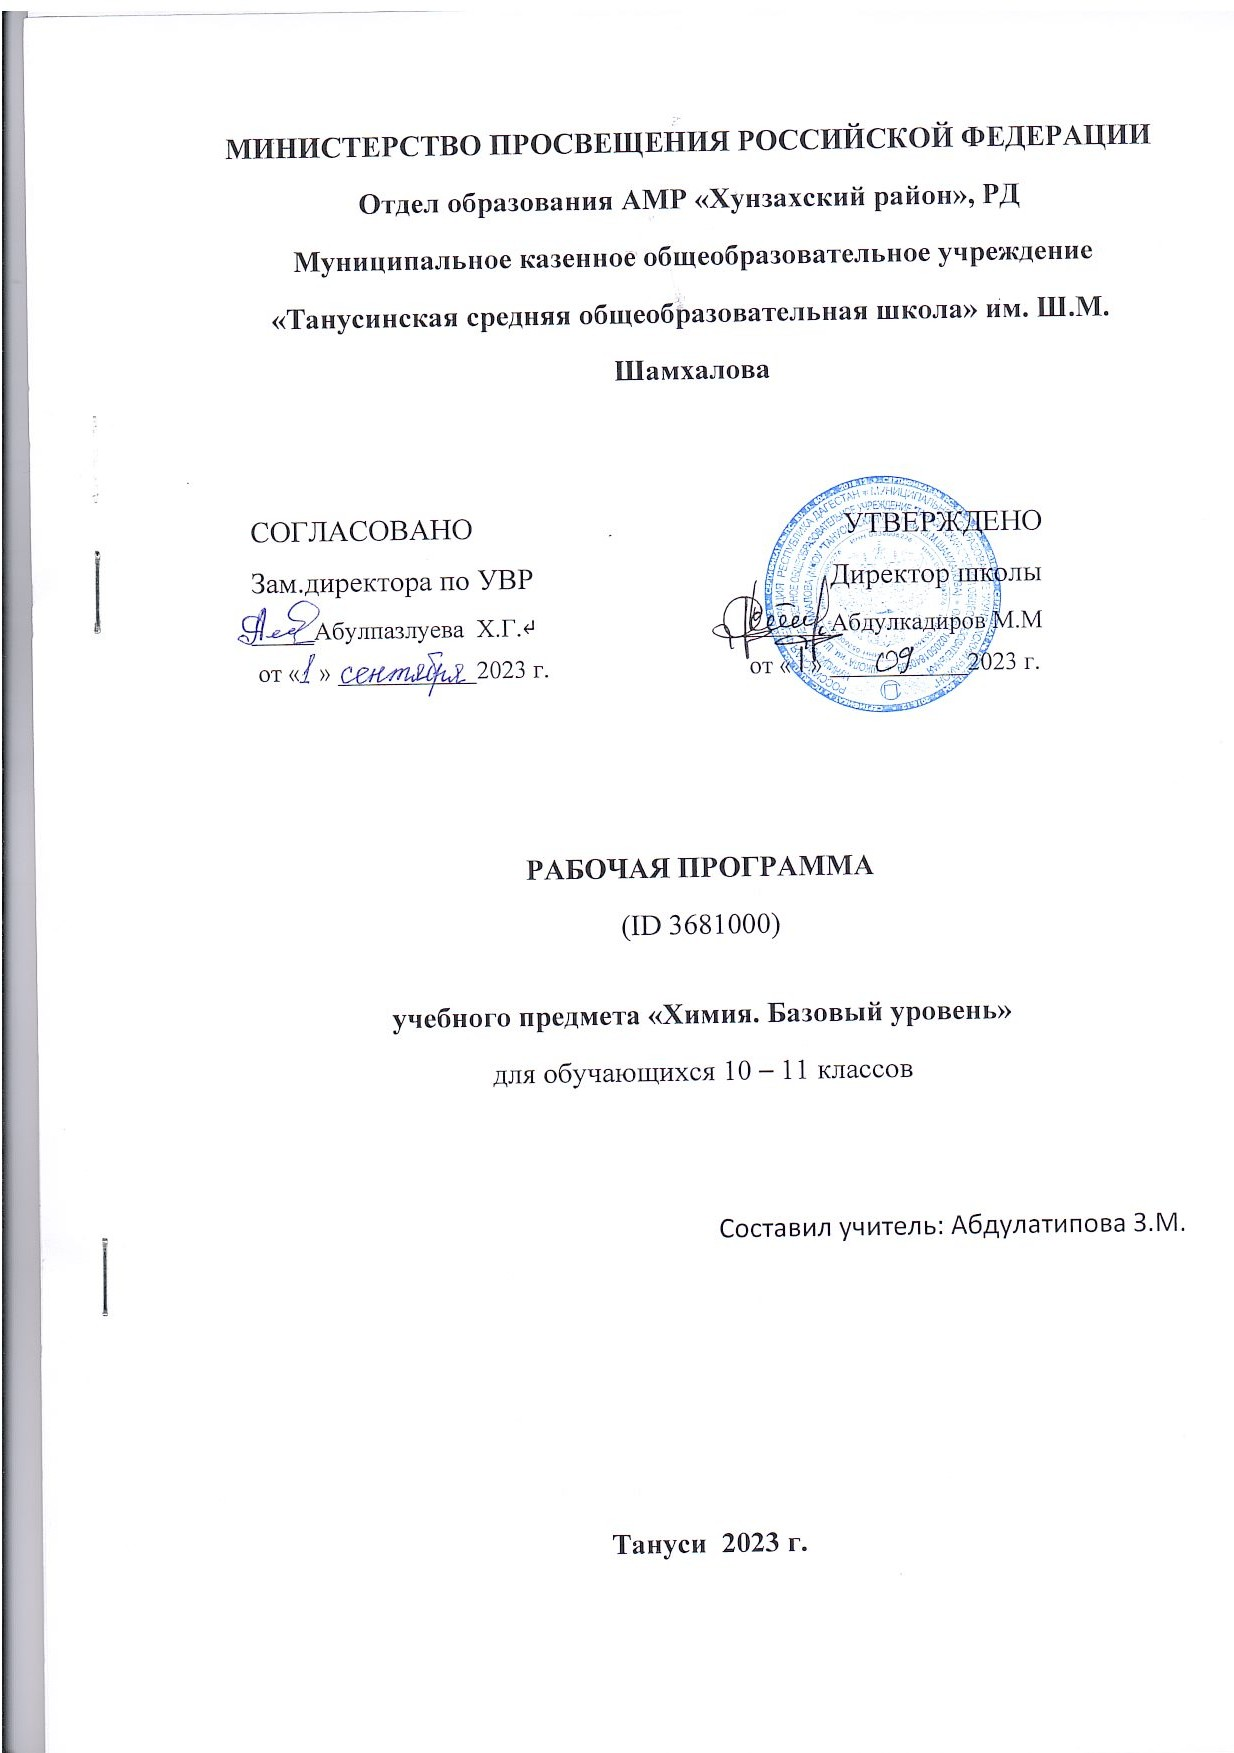 МИНИСТЕРСТВО ПРОСВЕЩЕНИЯ РОССИЙСКОЙ ФЕДЕРАЦИИ
Отдел образования АМР «Хунзахский район», РД
Муниципальное казенное общеобразовательное учреждение
«Танусинская средняя общеобразовательная школа» им. Ш.М.
Шамхалова
СОГЛАСОВАНО
Зам.директора по УВР
Абулпазлуева Х.Г.↵
от «1» сентября 2023 г.
УТВЕРЖДЕНО
Директор школы
Абдулкадиров М.М
от «1» 09 2023 г.
РЕСПУБЛИКА ДАГЕСТАН
РАБОЧАЯ ПРОГРАММА
(ID 3681000)
учебного предмета «Химия. Базовый уровень»
для обучающихся 10 – 11 классов
Составил учитель: Абдулатипова З.М.
Тануси 2023 г.